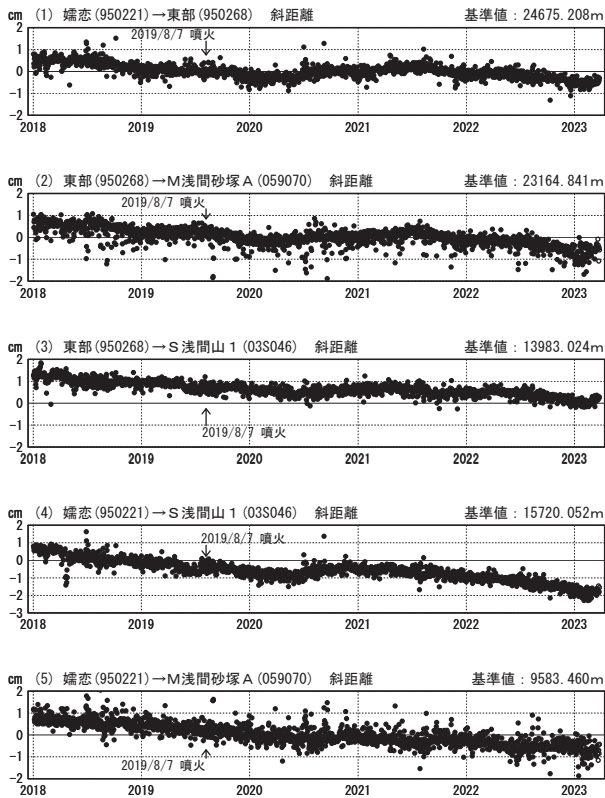 (1) 嬬恋(950221)→東部(950268) 斜距離 基準値:24675.208m
cm
2
1
0
-1
-2
2019/8/7 噴火
2018 2019 2020 2021 2022 2023
(2) 東部(950268)→M浅間砂塚A(059070) 斜距離 基準値:23164.841m
cm
2
1
0
-1
-2
2019/8/7 噴火
2018 2019 2020 2021 2022 2023
(3) 東部(950268)→S浅間山1(03S046) 斜距離 基準値:13983.024m
cm
2
1
0
-1
-2
2019/8/7 噴火
2018 2019 2020 2021 2022 2023
(4) 嬬恋(950221)→S浅間山1(03S046) 斜距離 基準値:15720.052m
cm
2
1
0
-1
-2
-3
2019/8/7 噴火
2018 2019 2020 2021 2022 2023
(5) 嬬恋(950221)→M浅間砂塚A(059070) 斜距離 基準値:9583.460m
cm
2
1
0
-1
-2
2019/8/7 噴火
2018 2019 2020 2021 2022 2023